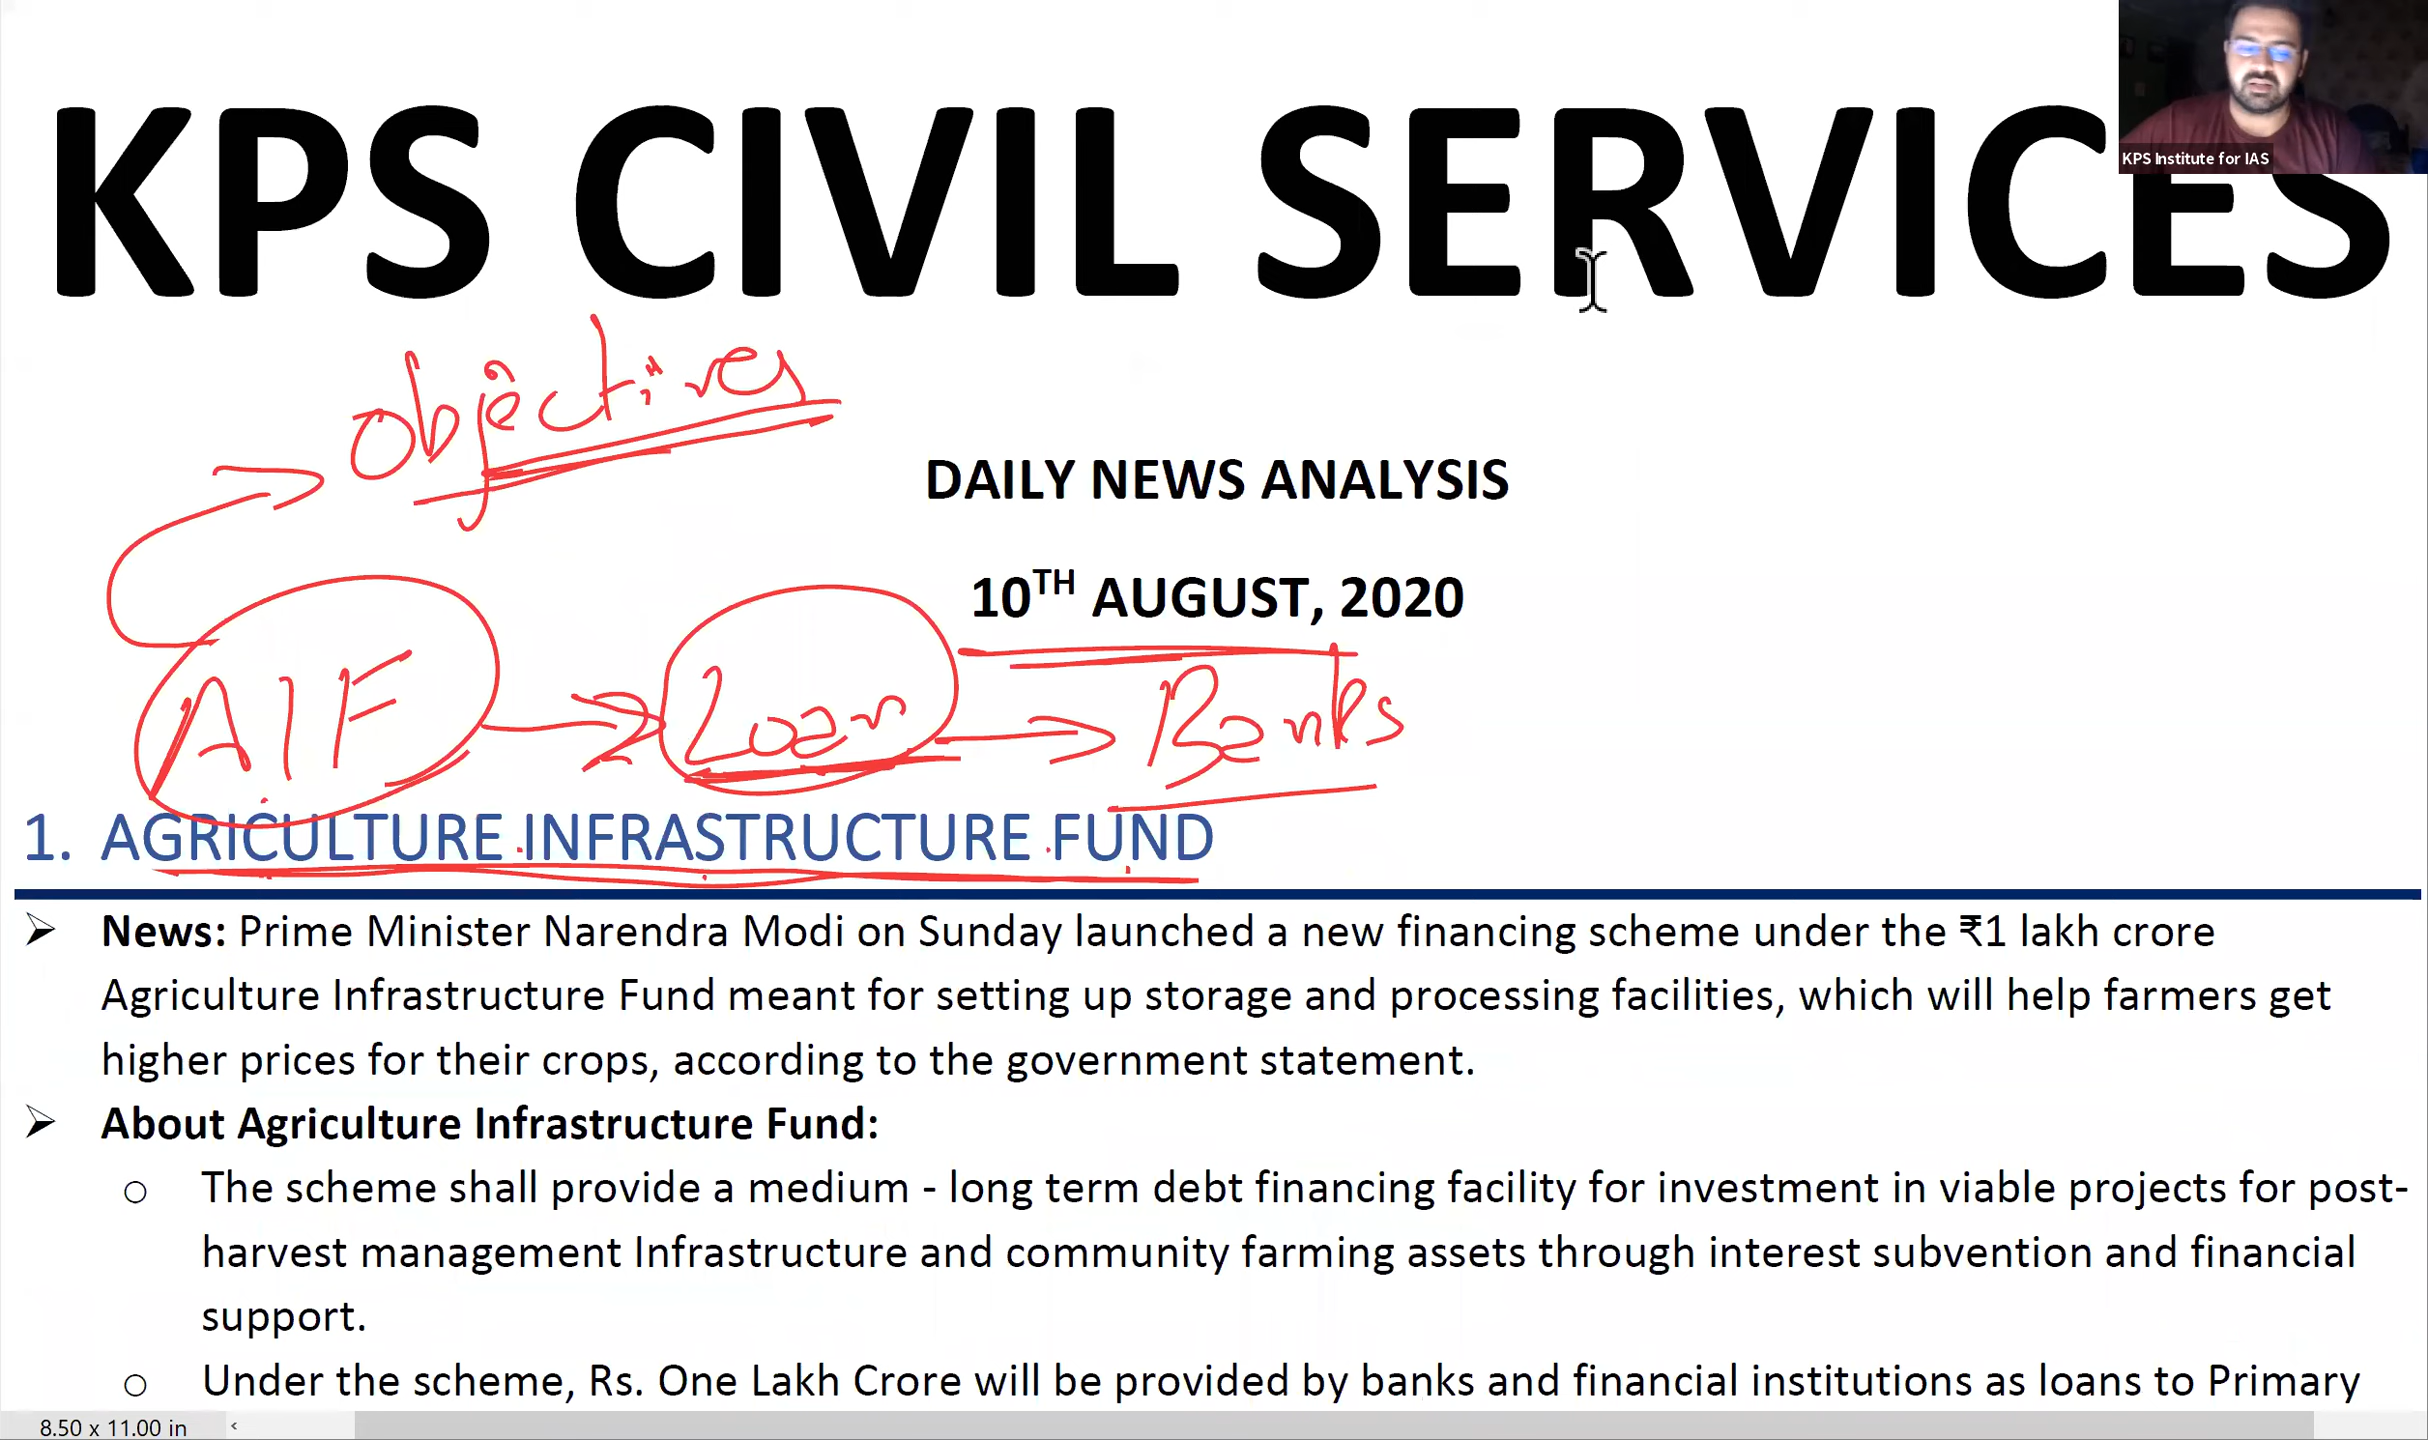 KPS CIVIL SERVICES
KPS Institute for IAS
objectives
DAILY NEWS ANALYSIS
10TH AUGUST, 2020
AIF Loan Banks
1. AGRICULTURE INFRASTRUCTURE FUND
News: Prime Minister Narendra Modi on Sunday launched a new financing scheme under the ₹1 lakh crore
Agriculture Infrastructure Fund meant for setting up storage and processing facilities, which will help farmers get
higher prices for their crops, according to the government statement.
About Agriculture Infrastructure Fund:
The scheme shall provide a medium - long term debt financing facility for investment in viable projects for post-
harvest management Infrastructure and community farming assets through interest subvention and financial
support.
Under the scheme, Rs. One Lakh Crore will be provided by banks and financial institutions as loans to Primary
8.50 x 11.00 in